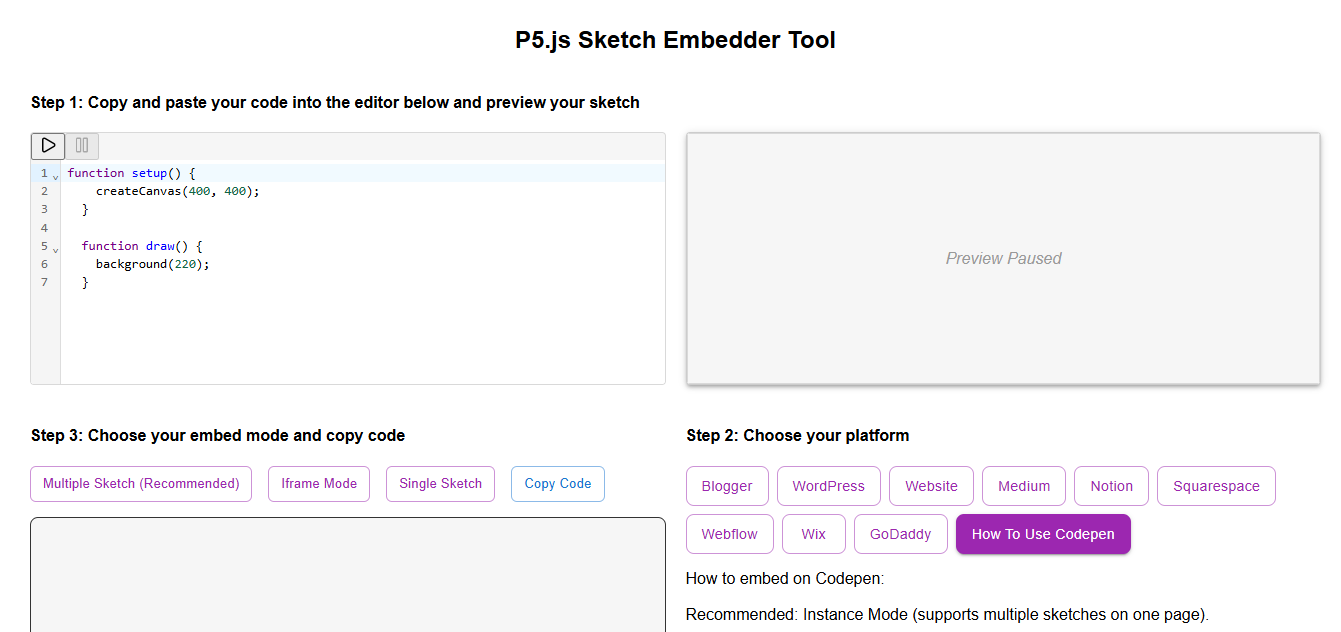 P5.js Sketch Embedder Tool
Step 1: Copy and paste your code into the editor below and preview your sketch
1 function setup() {
2 createCanvas(400, 400);
3 }
4
5 function draw() {
6 background(220);
7 }
Preview Paused
Step 3: Choose your embed mode and copy code
Multiple Sketch (Recommended) Iframe Mode Single Sketch Copy Code
Step 2: Choose your platform
Blogger WordPress Website Medium Notion Squarespace
Webflow Wix GoDaddy How To Use Codepen
How to embed on Codepen:
Recommended: Instance Mode (supports multiple sketches on one page).